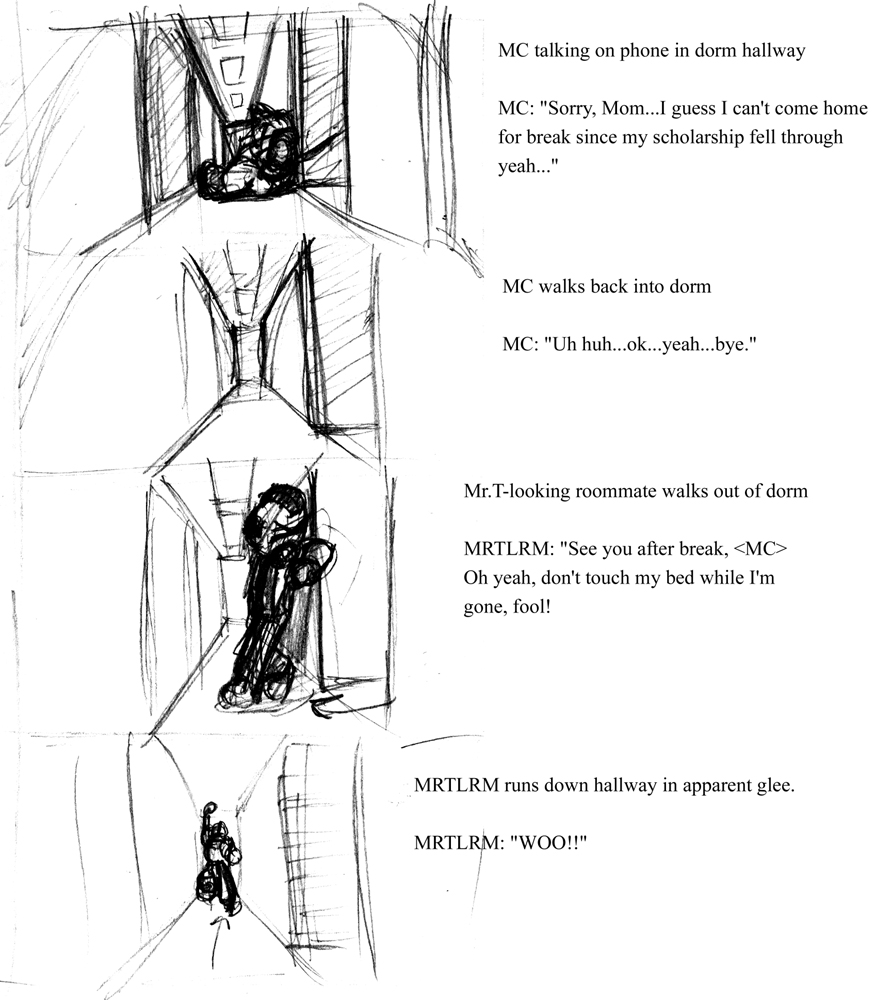 MC talking on phone in dorm hallway
MC: "Sorry, Mom...I guess I can't come home
for break since my scholarship fell through
yeah..."
MC walks back into dorm
MC: "Uh huh...ok...yeah...bye."
Mr.T-looking roommate walks out of dorm
MRTLRM: "See you after break, <MC>
Oh yeah, don't touch my bed while I'm
gone, fool!
MRTLRM runs down hallway in apparent glee.
MRTLRM: "WOO!!"